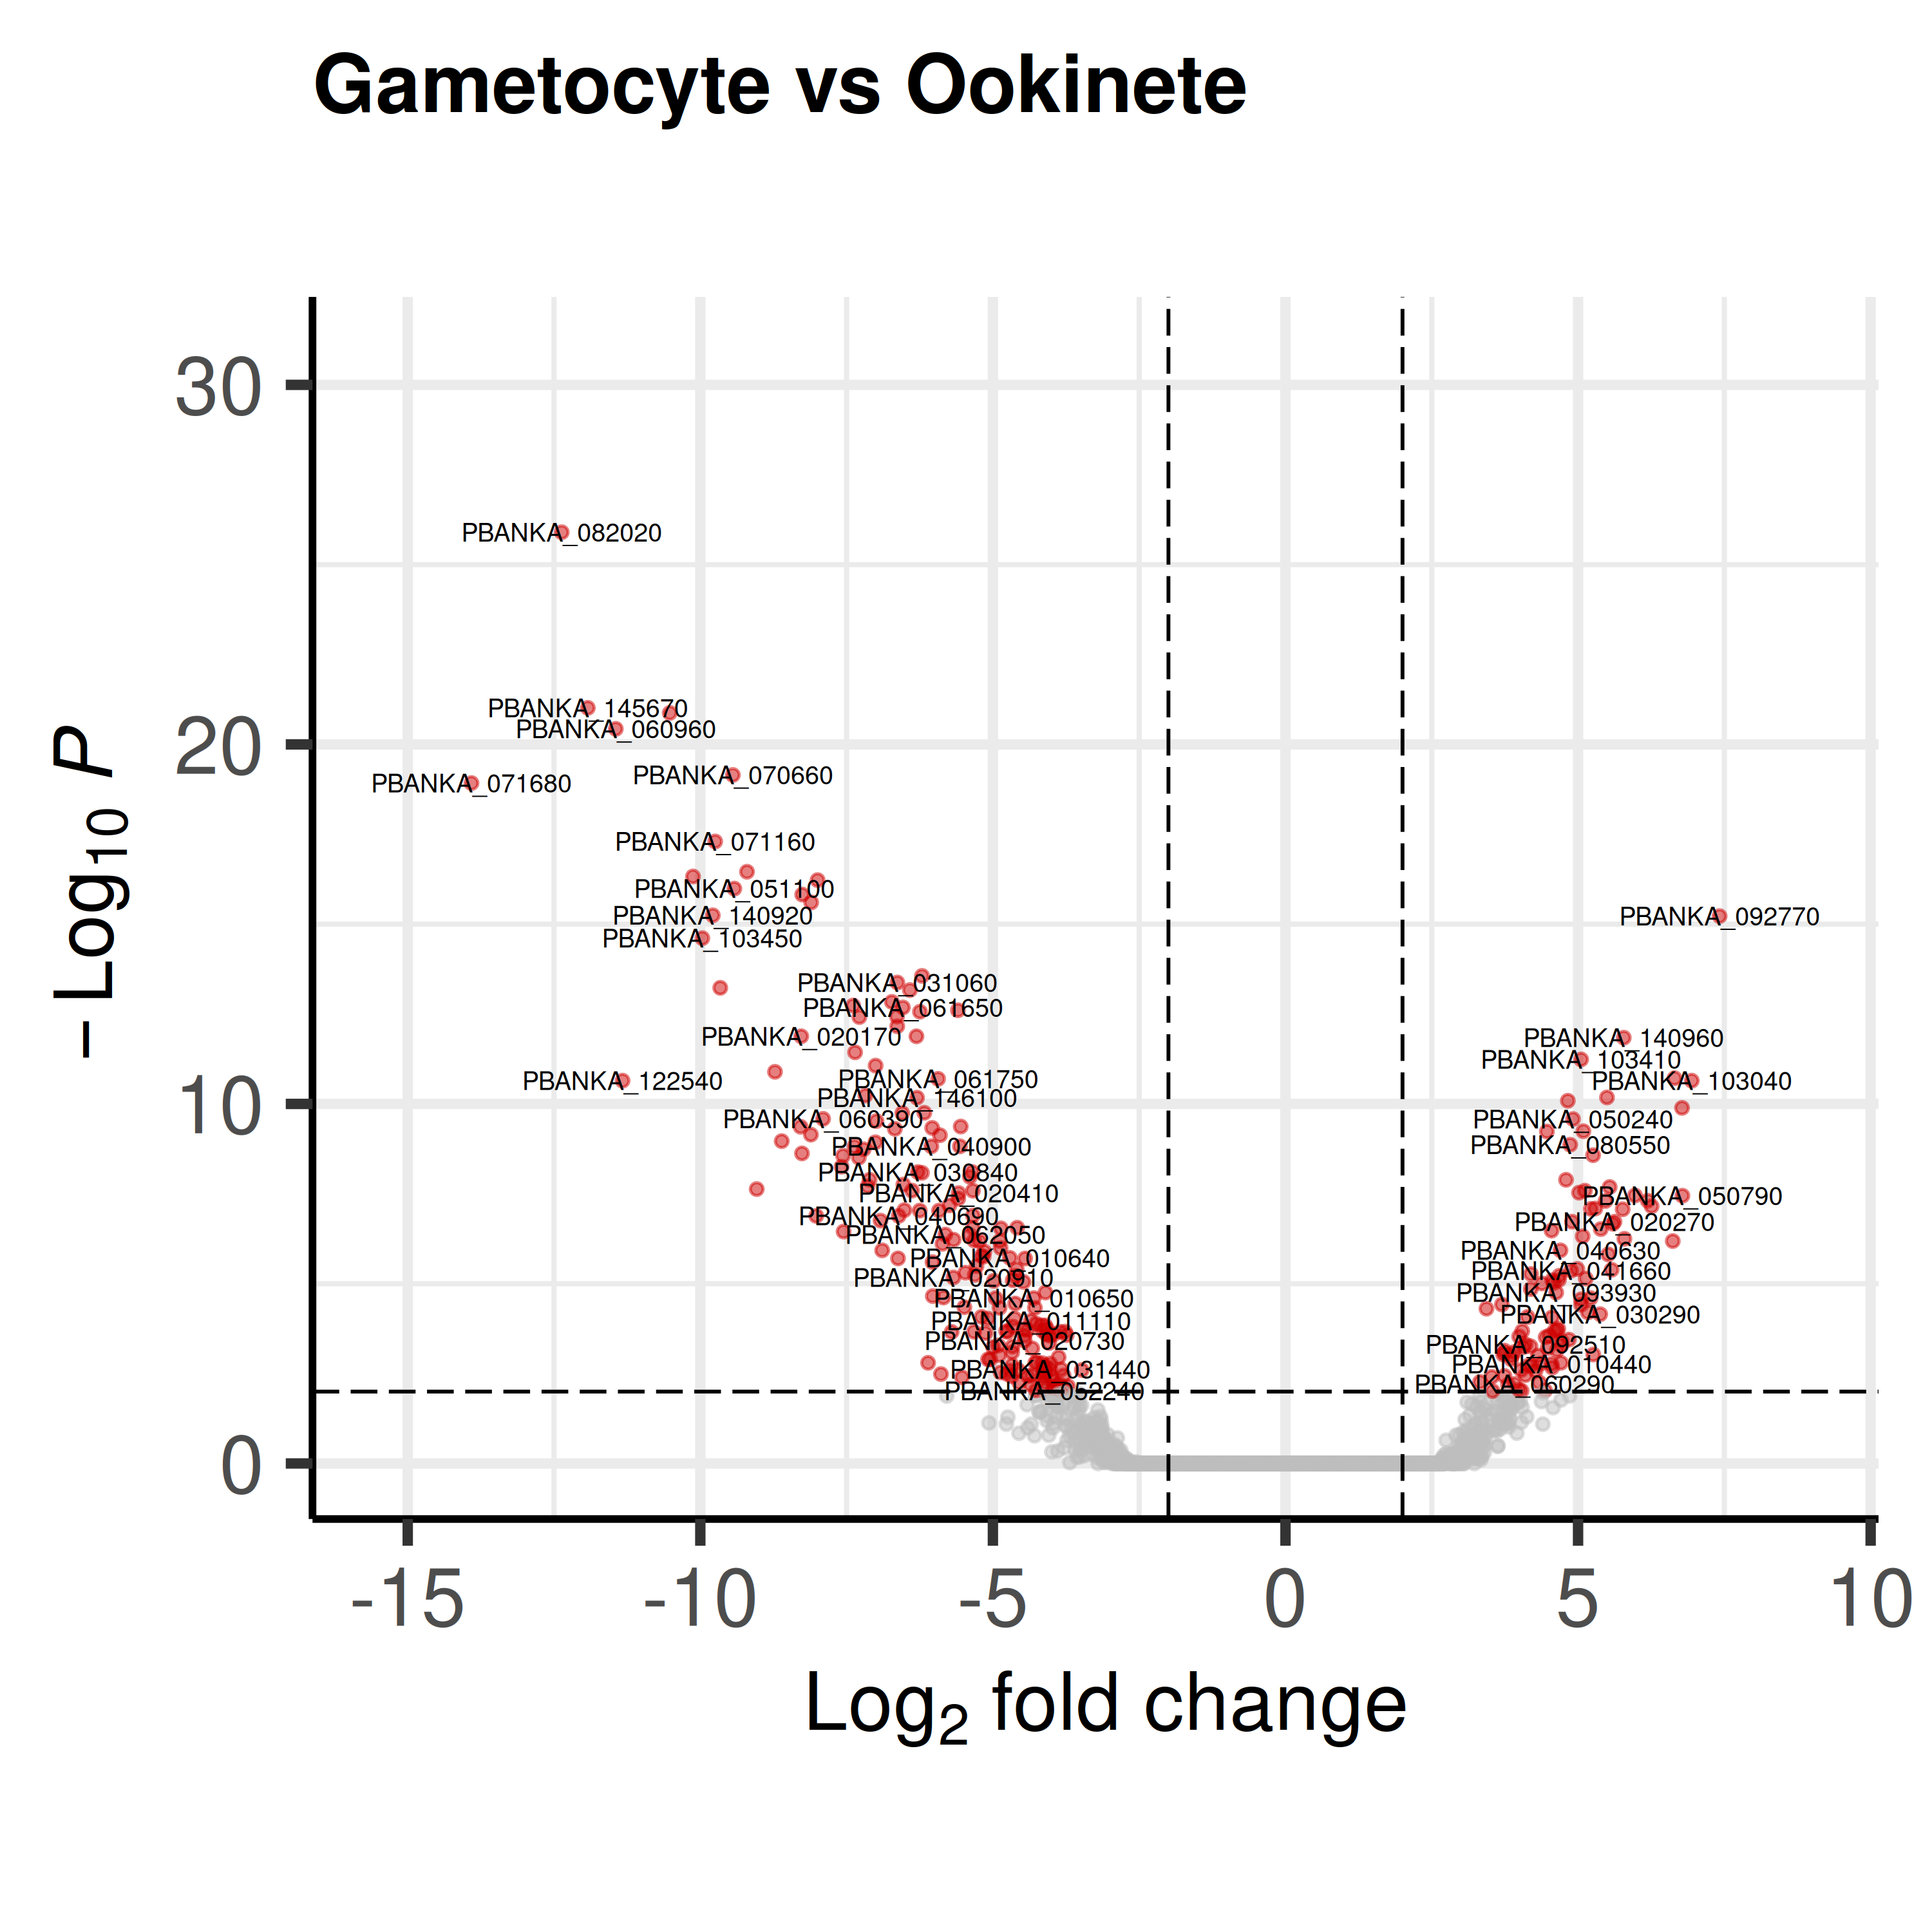 Gametocyte vs Ookinete
30
20
10
0
− Log10 P
PBANKA_082020
PBANKA_145670
PBANKA_060960
PBANKA_070660
PBANKA_071680
PBANKA_071160
PBANKA_051100
PBANKA_140920
PBANKA_092770
PBANKA_103450
PBANKA_031060
PBANKA_061650
PBANKA_020170
PBANKA_140960
PBANKA_103410
PBANKA_122540
PBANKA_061750
PBANKA_103040
PBANKA_146100
PBANKA_060390
PBANKA_050240
PBANKA_040900
PBANKA_080550
PBANKA_030840
PBANKA_020410
PBANKA_050790
PBANKA_040690
PBANKA_020270
PBANKA_062050
PBANKA_040630
PBANKA_010640
PBANKA_041660
PBANKA_020910
PBANKA_093930
PBANKA_010650
PBANKA_030290
PBANKA_011110
PBANKA_020730
PBANKA_092510
PBANKA_010440
PBANKA_031440
PBANKA_060290
PBANKA_052240
-15 -10 -5 0 5 10
Log2 fold change